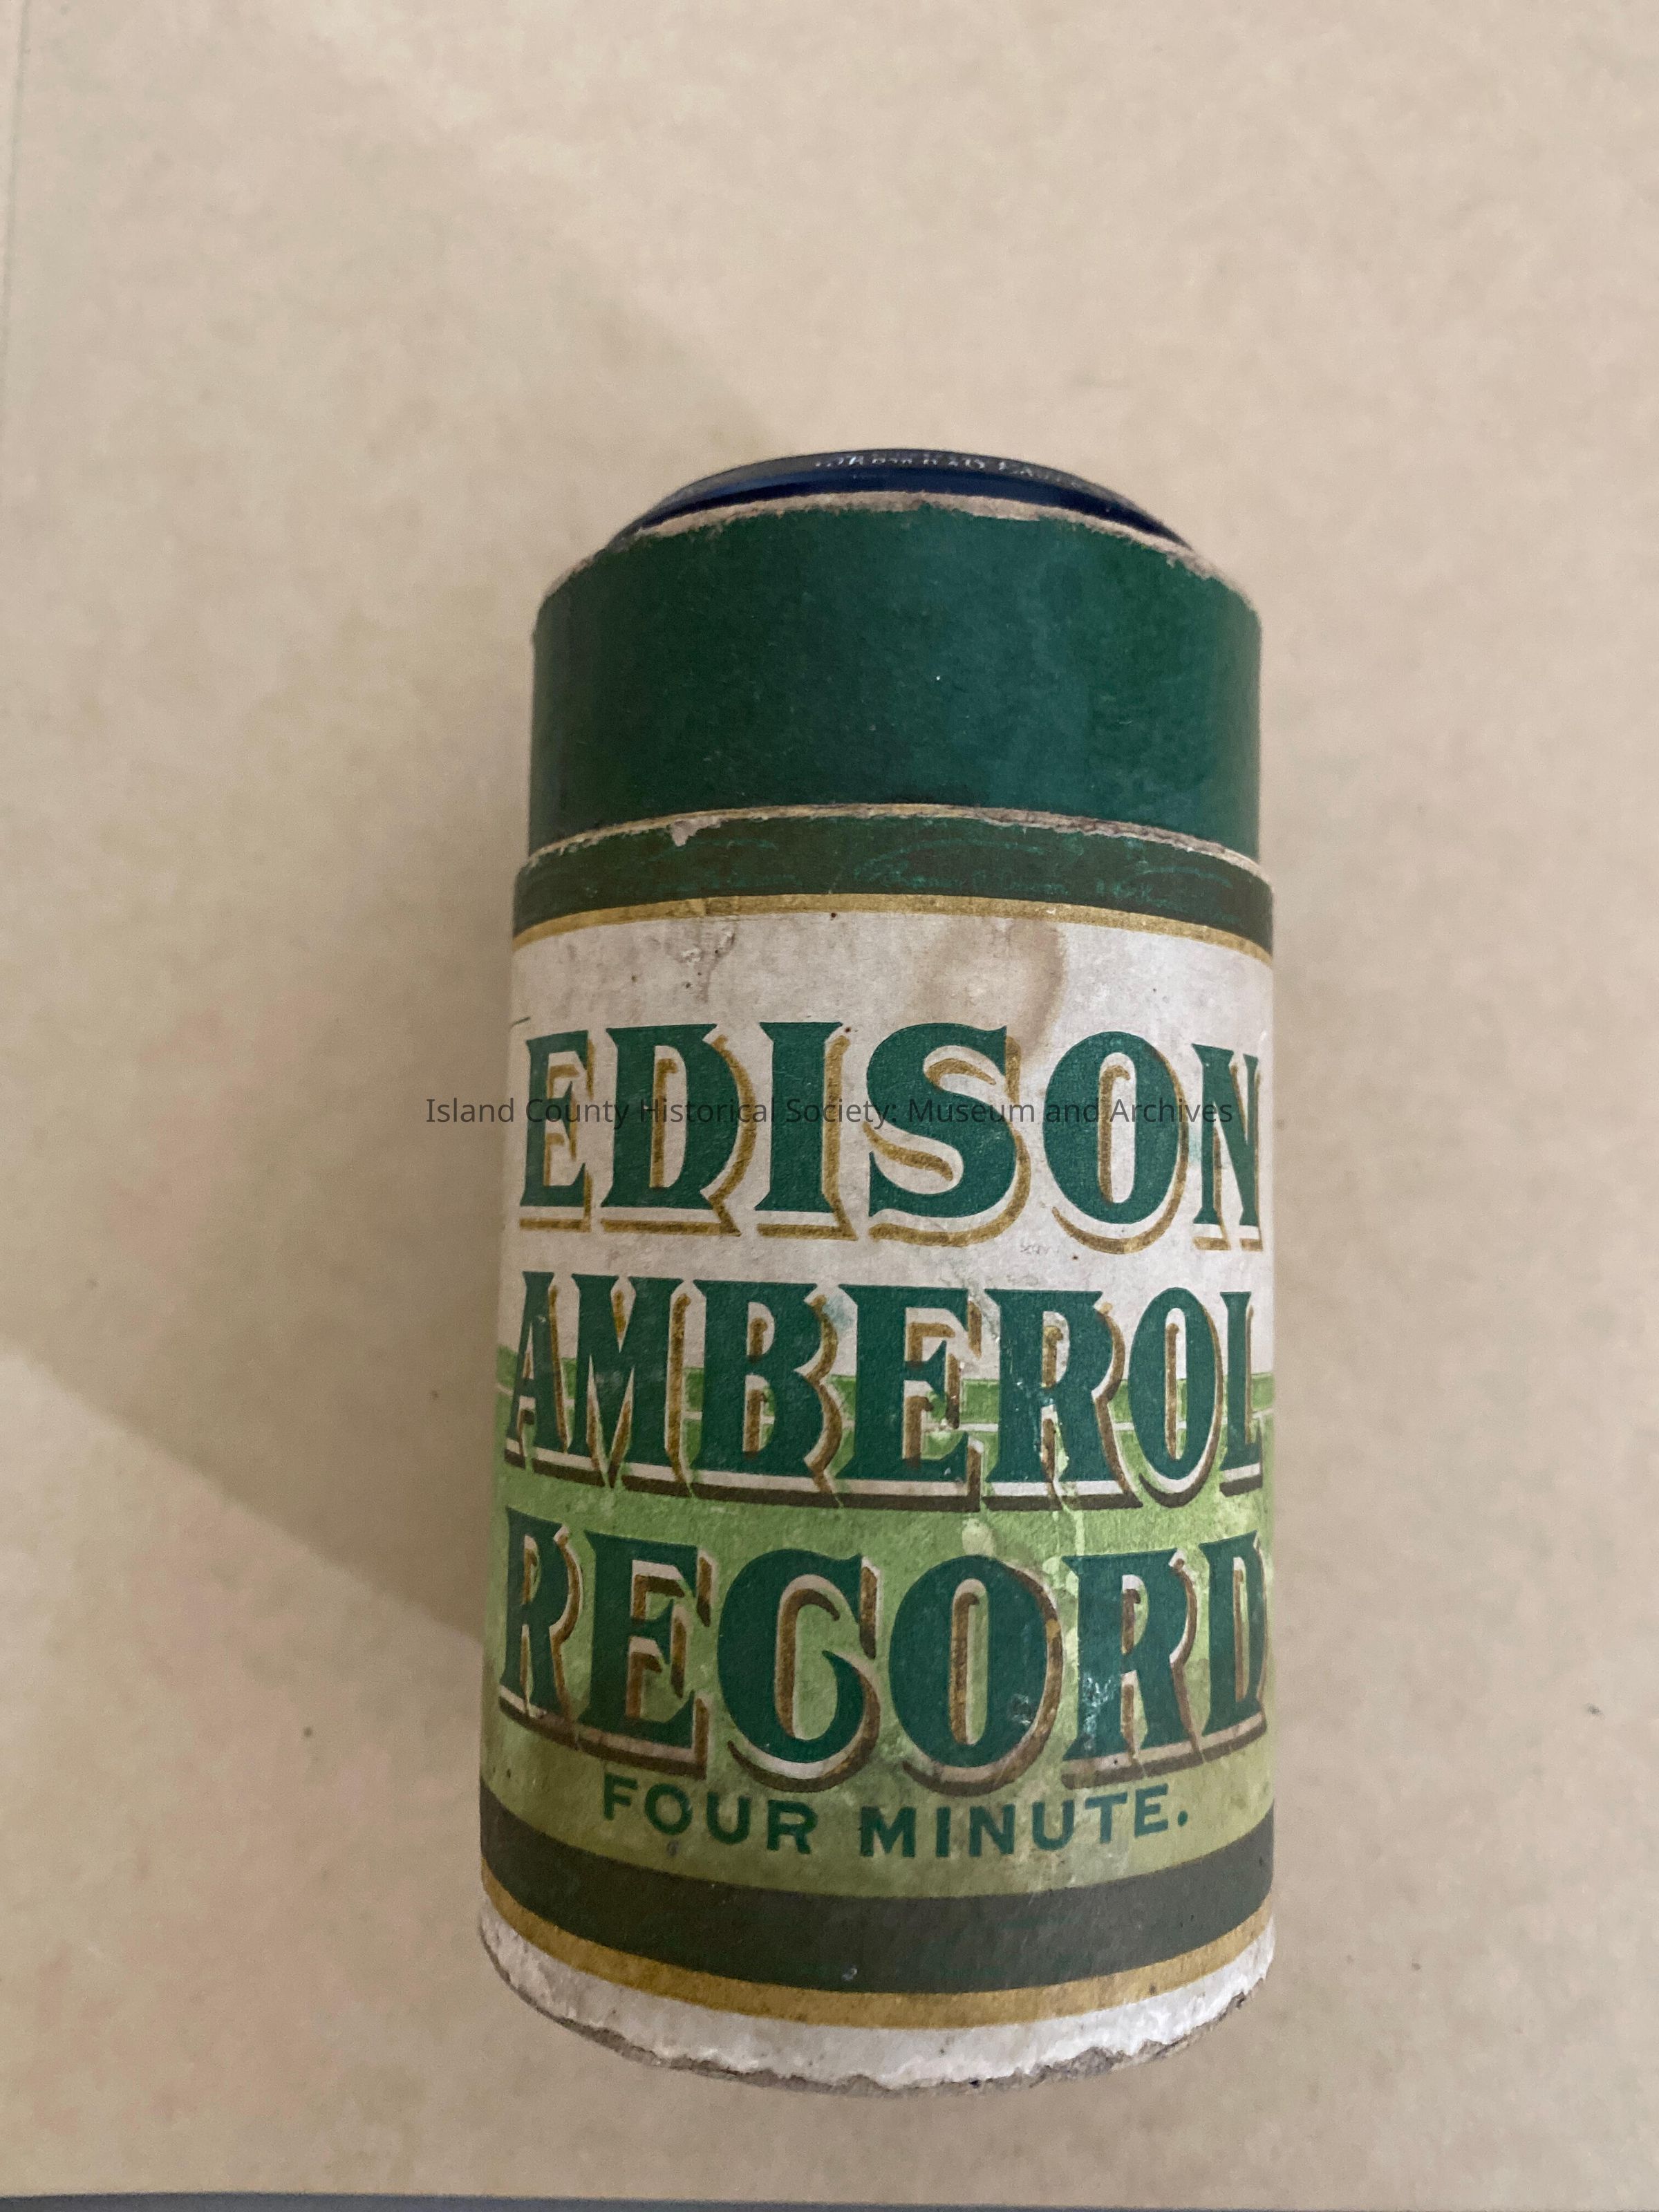 EDISON
Island County Historical Society: Museum and Archives
AMBEROL
RECORD
FOUR MINUTE.